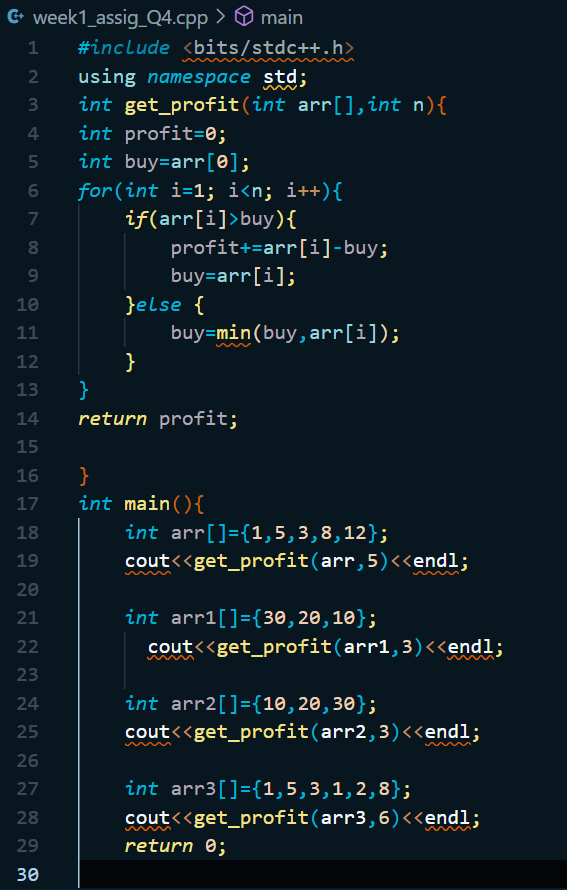 week1_assig_Q4.cpp > main
1 #include <bits/stdc++.h>
2 using namespace std;
3 int get_profit(int arr[],int n){
4 int profit=0;
5 int buy=arr[0];
6 for(int i=1; i<n; i++){
7     if(arr[i]>buy){
8         profit+=arr[i]-buy;
9         buy=arr[i];
10     }else {
11         buy=min(buy,arr[i]);
12     }
13 }
14 return profit;
15
16 }
17 int main(){
18     int arr[]={1,5,3,8,12};
19     cout<<get_profit(arr,5)<<endl;
20
21     int arr1[]={30,20,10};
22       cout<<get_profit(arr1,3)<<endl;
23
24     int arr2[]={10,20,30};
25     cout<<get_profit(arr2,3)<<endl;
26
27     int arr3[]={1,5,3,1,2,8};
28     cout<<get_profit(arr3,6)<<endl;
29     return 0;
30